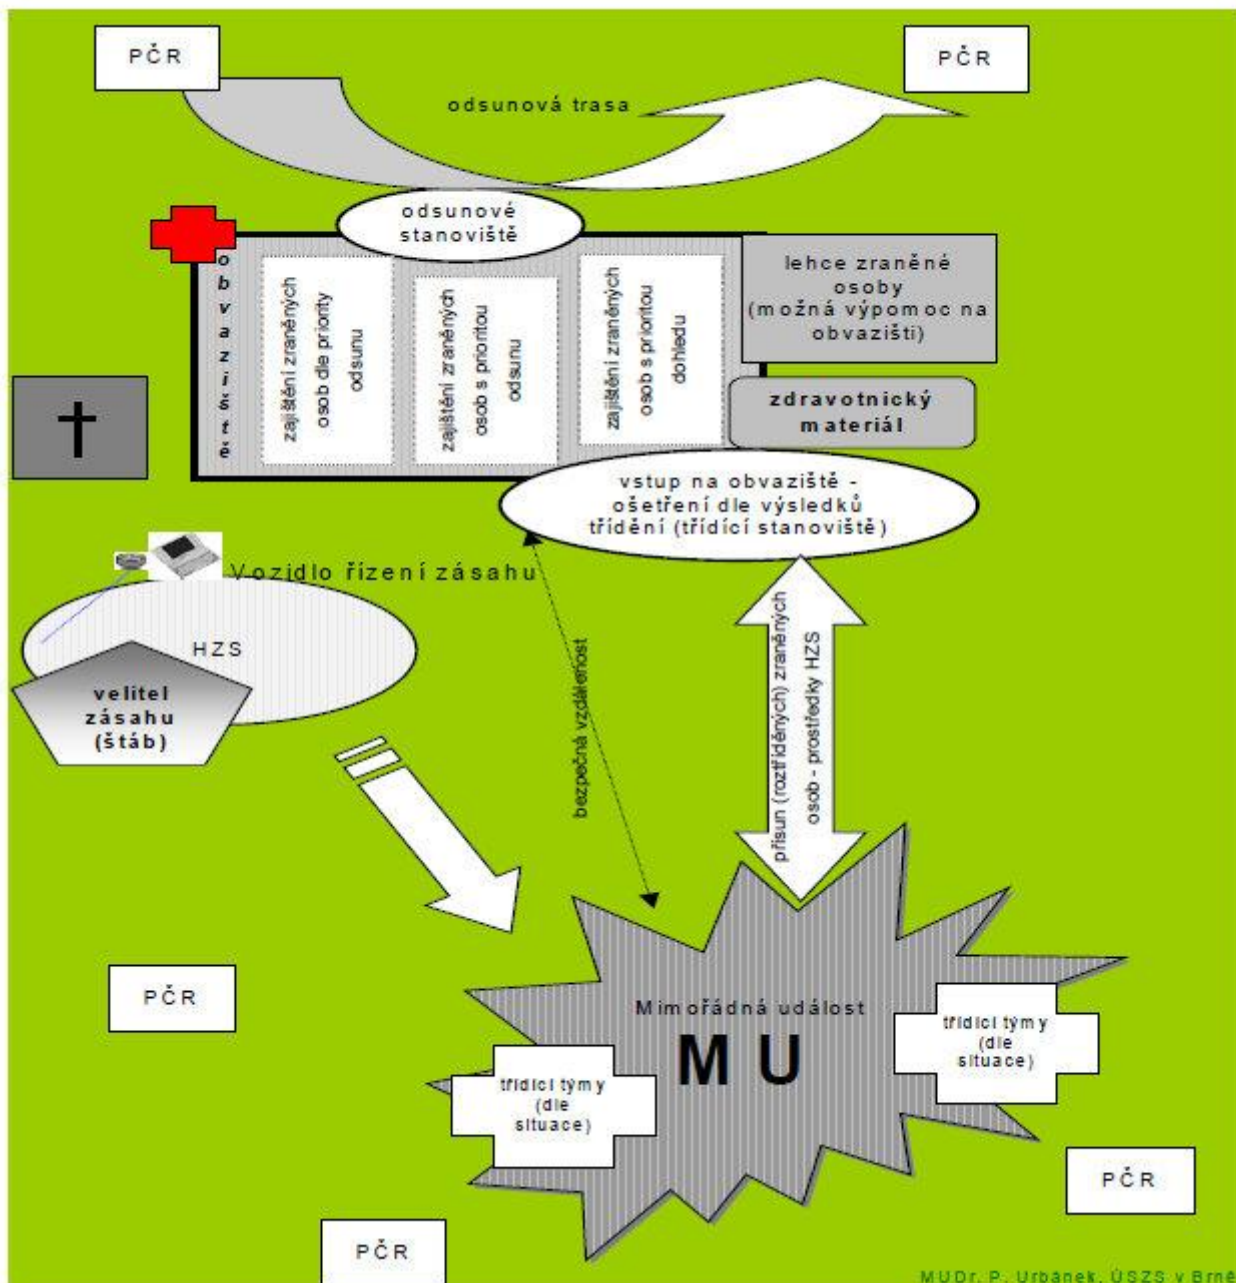 PČR
PČR
odsunová trasa
odsunové
stanoviště
obvaziště
zajištění zraněných
osob dle priority
odsunu
zajištění zraněných
osob s prioritou
odsunu
zajištění zraněných
osob s prioritou
dohledu
lehce zraněné
osoby
(možná výpomoc na
obvazišti)
zdravotnický
materiál
vstup na obvaziště -
ošetření dle výsledků
třídění (třídící stanoviště)
Vozidlo řízení zásahu
HZS
velitel
zásahu
(štáb)
bezpečná vzdálenost
přísun (roztříděných) zraněných
osob - prostředky HZS
PČR
Mimořádná událost
MU
třídící týmy
(dle
situace)
třídící týmy
(dle
situace)
PČR
PČR
MUDr. P. Urbánek, ÚSZS v Brně